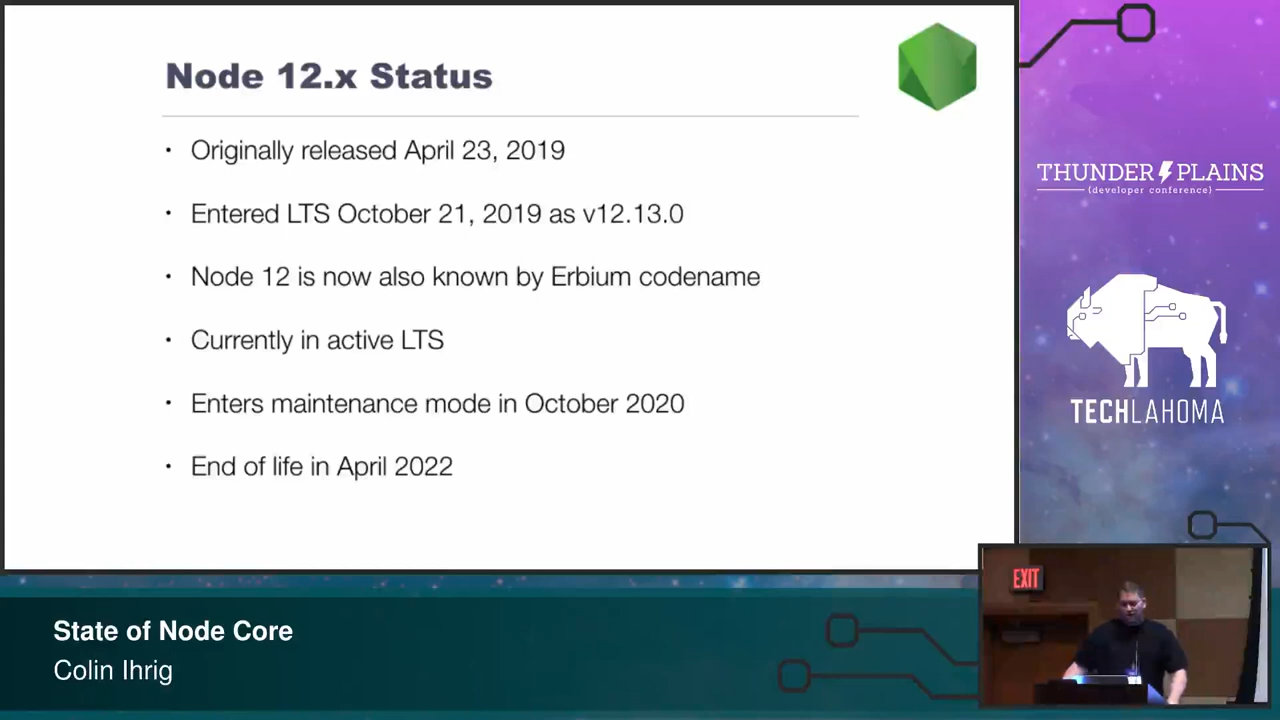 Node 12.x Status
• Originally released April 23, 2019
• Entered LTS October 21, 2019 as v12.13.0
• Node 12 is now also known by Erbium codename
• Currently in active LTS
• Enters maintenance mode in October 2020
• End of life in April 2022
THUNDER PLAINS
{developer conference}
TECHLAHOMA
EXIT
State of Node Core
Colin Ihrig